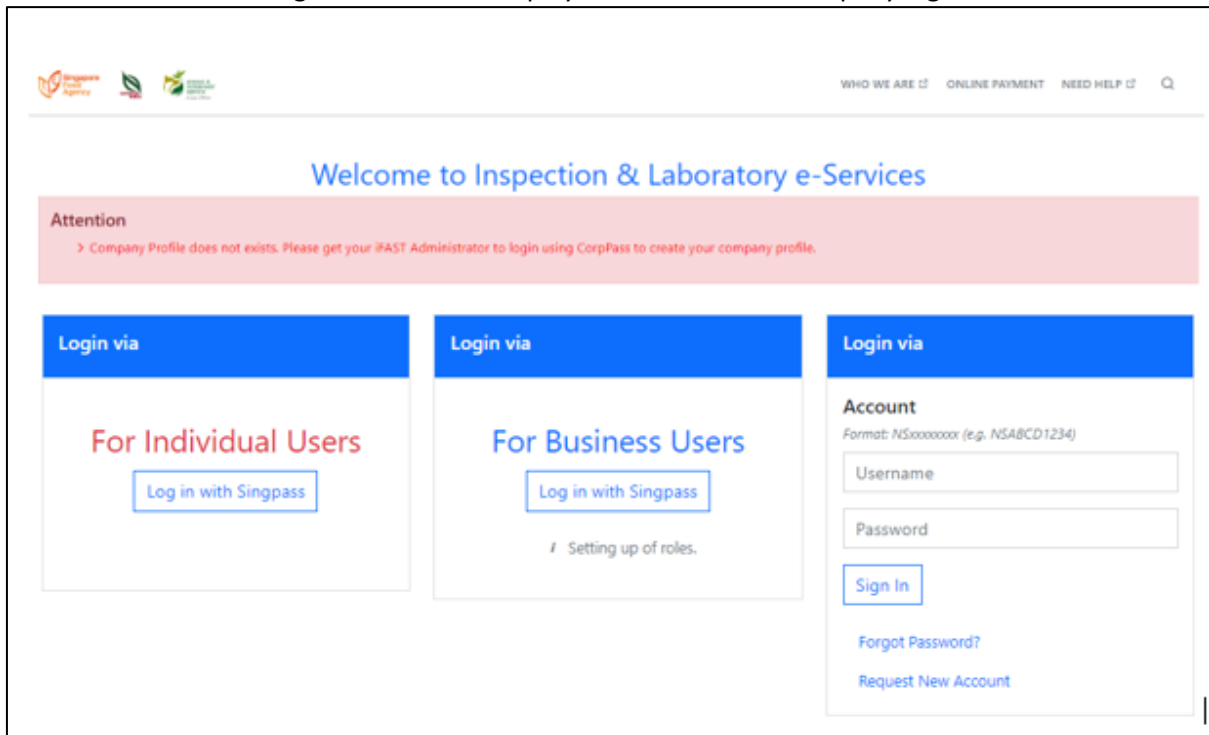 Singapore
Food
Agency
WHO WE ARE ONLINE PAYMENT NEED HELP
Welcome to Inspection & Laboratory e-Services
Attention
> Company Profile does not exists. Please get your iFAST Administrator to login using CorpPass to create your company profile.
Login via
For Individual Users
Log in with Singpass
Login via
For Business Users
Log in with Singpass
i Setting up of roles.
Login via
Account
Format: NSxxxxxxxx (e.g. NSABCD1234)
Username
Password
Sign In
Forgot Password?
Request New Account